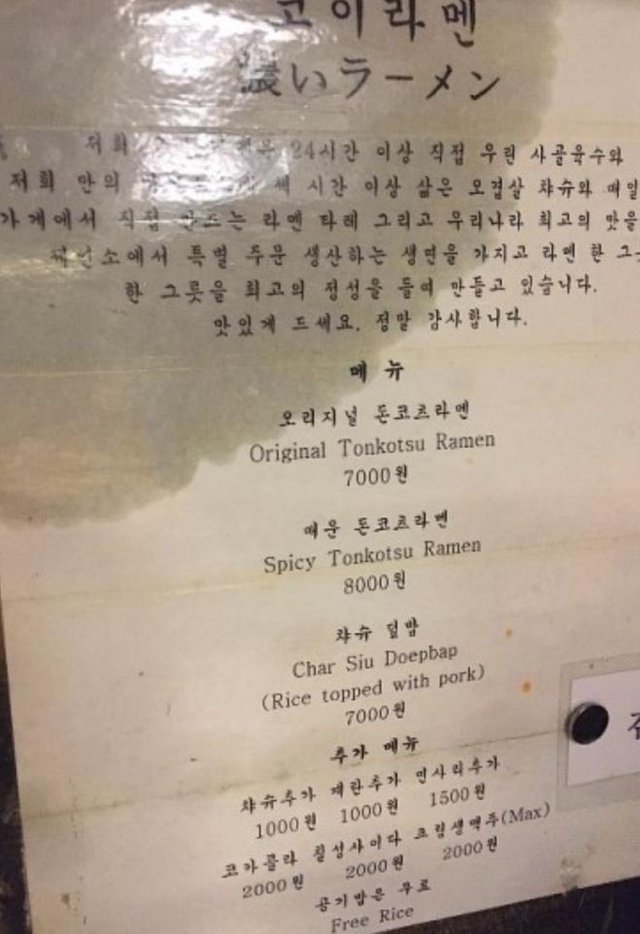 코이라멘
濃いラーメン
저희 24시간 이상 직접 우린 사골육수와
저희 만의 세 시간 이상 삶은 오겹살 챠슈와 매일
가게에서 직접 만드는 라멘 타레 그리고 우리나라 최고의 맛을
제면소에서 특별 주문 생산하는 생면을 가지고 라멘 한 그
한 그릇을 최고의 정성을 들여 만들고 있습니다.
맛있게 드세요. 정말 감사합니다.
메뉴
오리지널 돈코츠라멘
Original Tonkotsu Ramen
7000원
매운 돈코츠라멘
Spicy Tonkotsu Ramen
8000원
챠슈 덮밥
Char Siu Doepbap
(Rice topped with pork)
7000원
추가 메뉴
챠슈추가 계란추가 면사리추가
1000원 1000원 1500원
코카콜라 칠성사이다 크림생맥주(Max)
2000원 2000원 2000원
공기밥은 무료
Free Rice